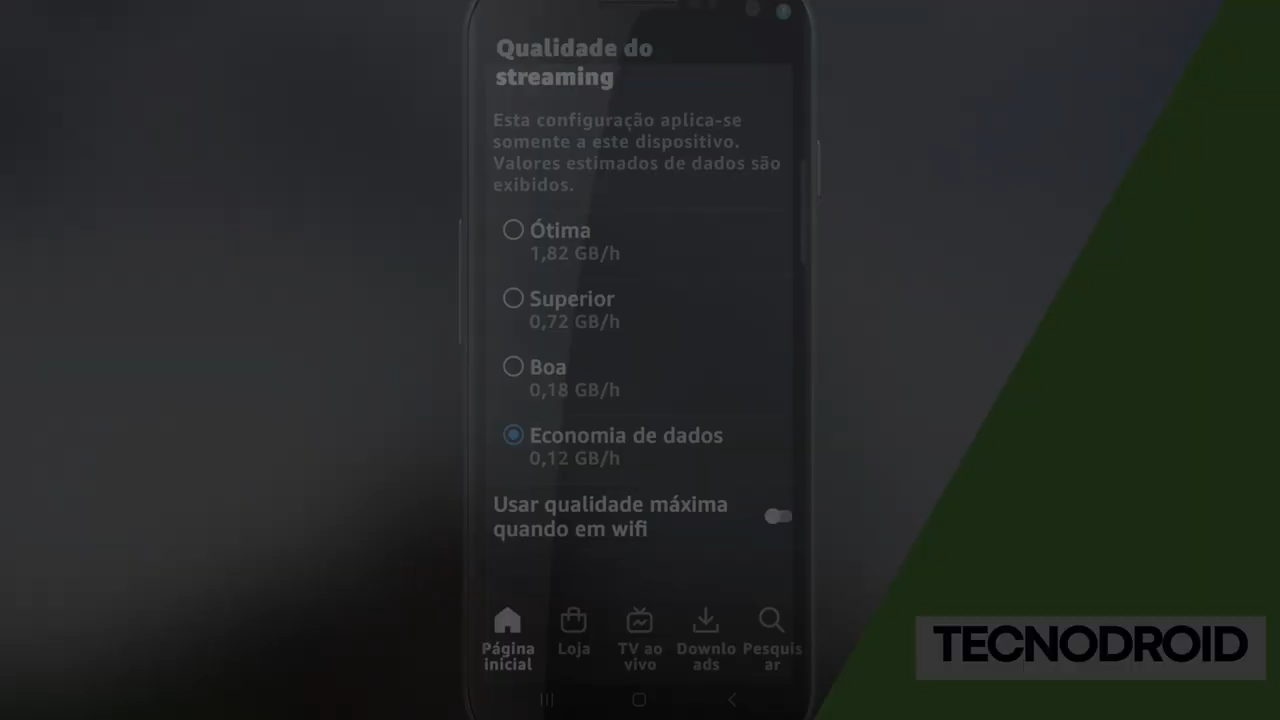 Qualidade do
streaming
Esta configuração aplica-se
somente a este dispositivo.
Valores estimados de dados são
exibidos.
Ótima
1,82 GB/h
Superior
0,72 GB/h
Boa
0,18 GB/h
Economia de dados
0,12 GB/h
Usar qualidade máxima
quando em wifi
Página
inicial
Loja
TV ao
vivo
Downlo
ads
Pesquis
ar
TECNODROID